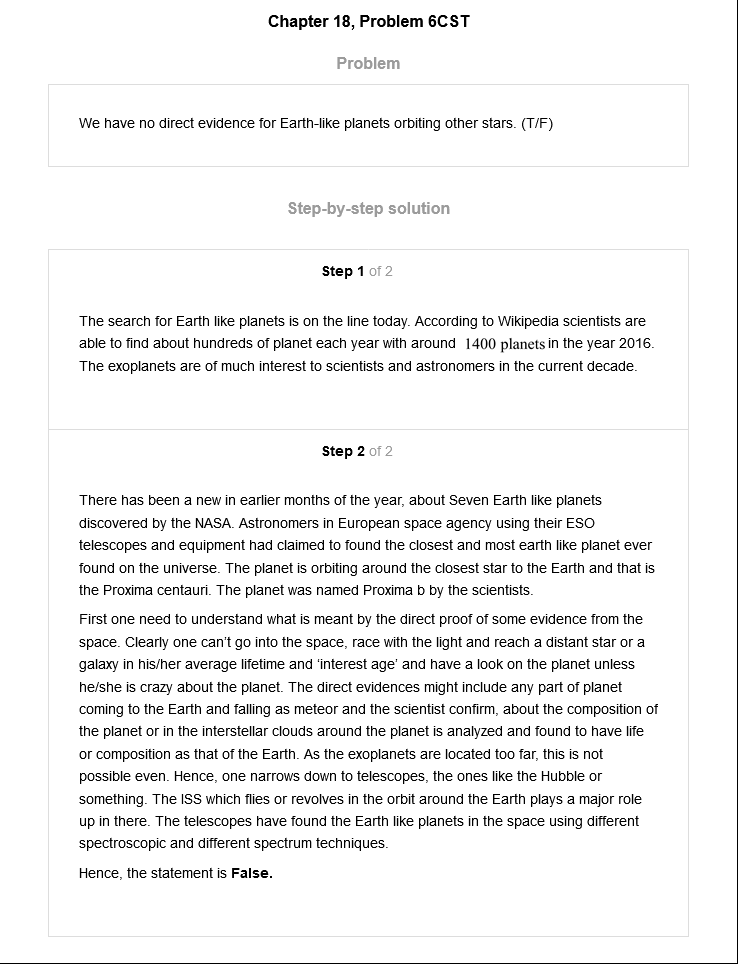 Chapter 18, Problem 6CST
Problem
We have no direct evidence for Earth-like planets orbiting other stars. (T/F)
Step-by-step solution
Step 1 of 2
The search for Earth like planets is on the line today. According to Wikipedia scientists are
able to find about hundreds of planet each year with around 1400 planets in the year 2016.
The exoplanets are of much interest to scientists and astronomers in the current decade.
Step 2 of 2
There has been a new in earlier months of the year, about Seven Earth like planets
discovered by the NASA. Astronomers in European space agency using their ESO
telescopes and equipment had claimed to found the closest and most earth like planet ever
found on the universe. The planet is orbiting around the closest star to the Earth and that is
the Proxima centauri. The planet was named Proxima b by the scientists.
First one need to understand what is meant by the direct proof of some evidence from the
space. Clearly one can't go into the space, race with the light and reach a distant star or a
galaxy in his/her average lifetime and 'interest age' and have a look on the planet unless
he/she is crazy about the planet. The direct evidences might include any part of planet
coming to the Earth and falling as meteor and the scientist confirm, about the composition of
the planet or in the interstellar clouds around the planet is analyzed and found to have life
or composition as that of the Earth. As the exoplanets are located too far, this is not
possible even. Hence, one narrows down to telescopes, the ones like the Hubble or
something. The ISS which flies or revolves in the orbit around the Earth plays a major role
up in there. The telescopes have found the Earth like planets in the space using different
spectroscopic and different spectrum techniques.
Hence, the statement is False.